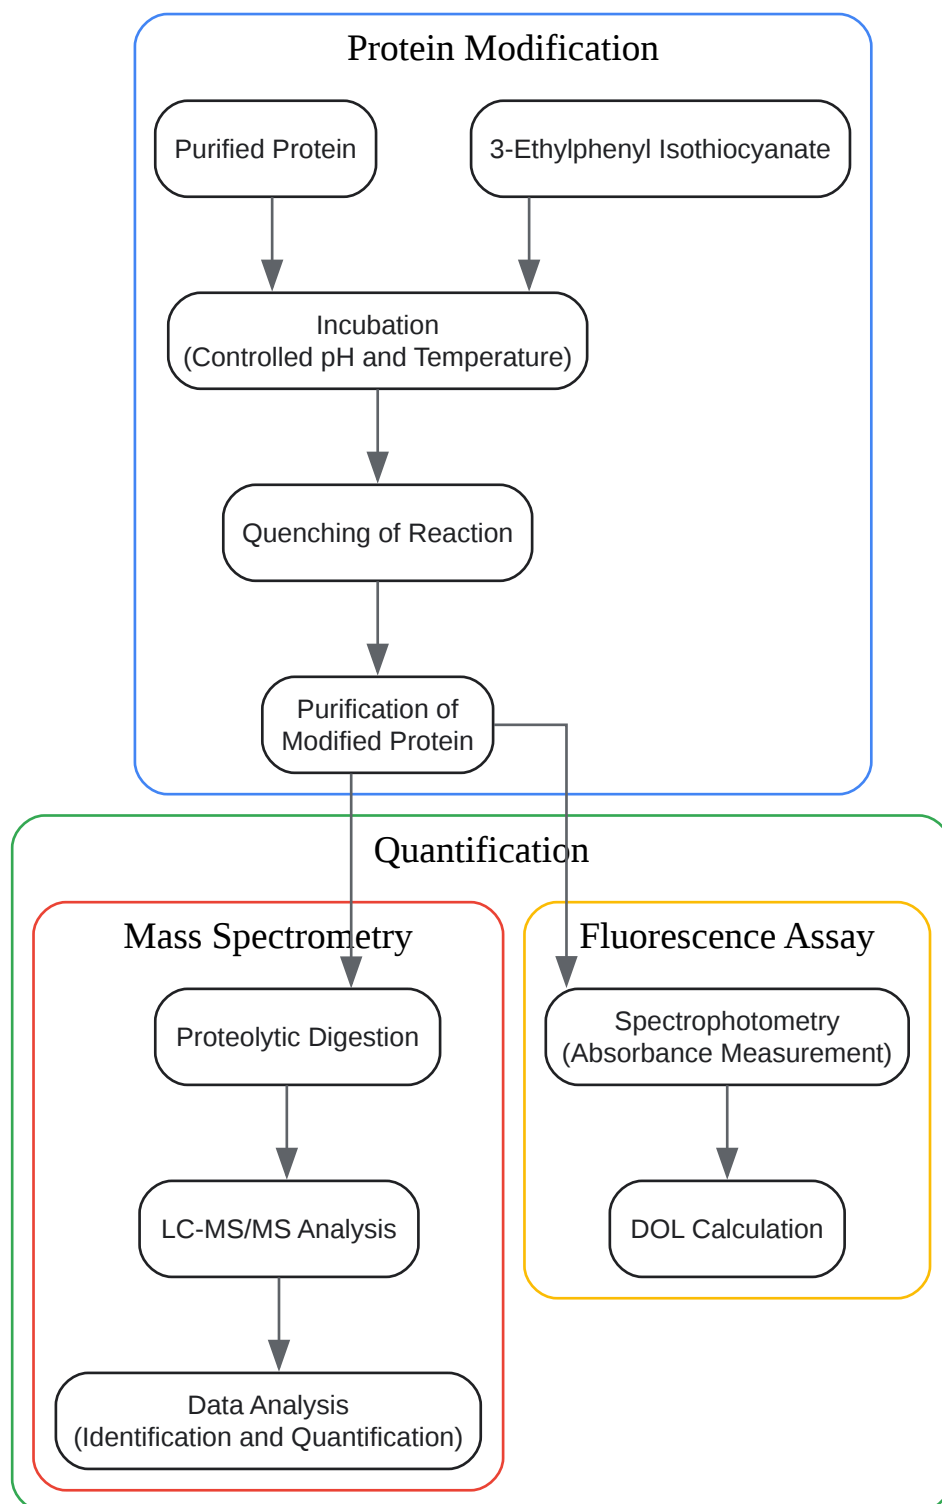 Protein Modification
Purified Protein
3-Ethylphenyl Isothiocyanate
Incubation
(Controlled pH and Temperature)
Quenching of Reaction
Purification of
Modified Protein
Quantification
Mass Spectrometry
Fluorescence Assay
Proteolytic Digestion
Spectrophotometry
(Absorbance Measurement)
LC-MS/MS Analysis
DOL Calculation
Data Analysis
(Identification and Quantification)